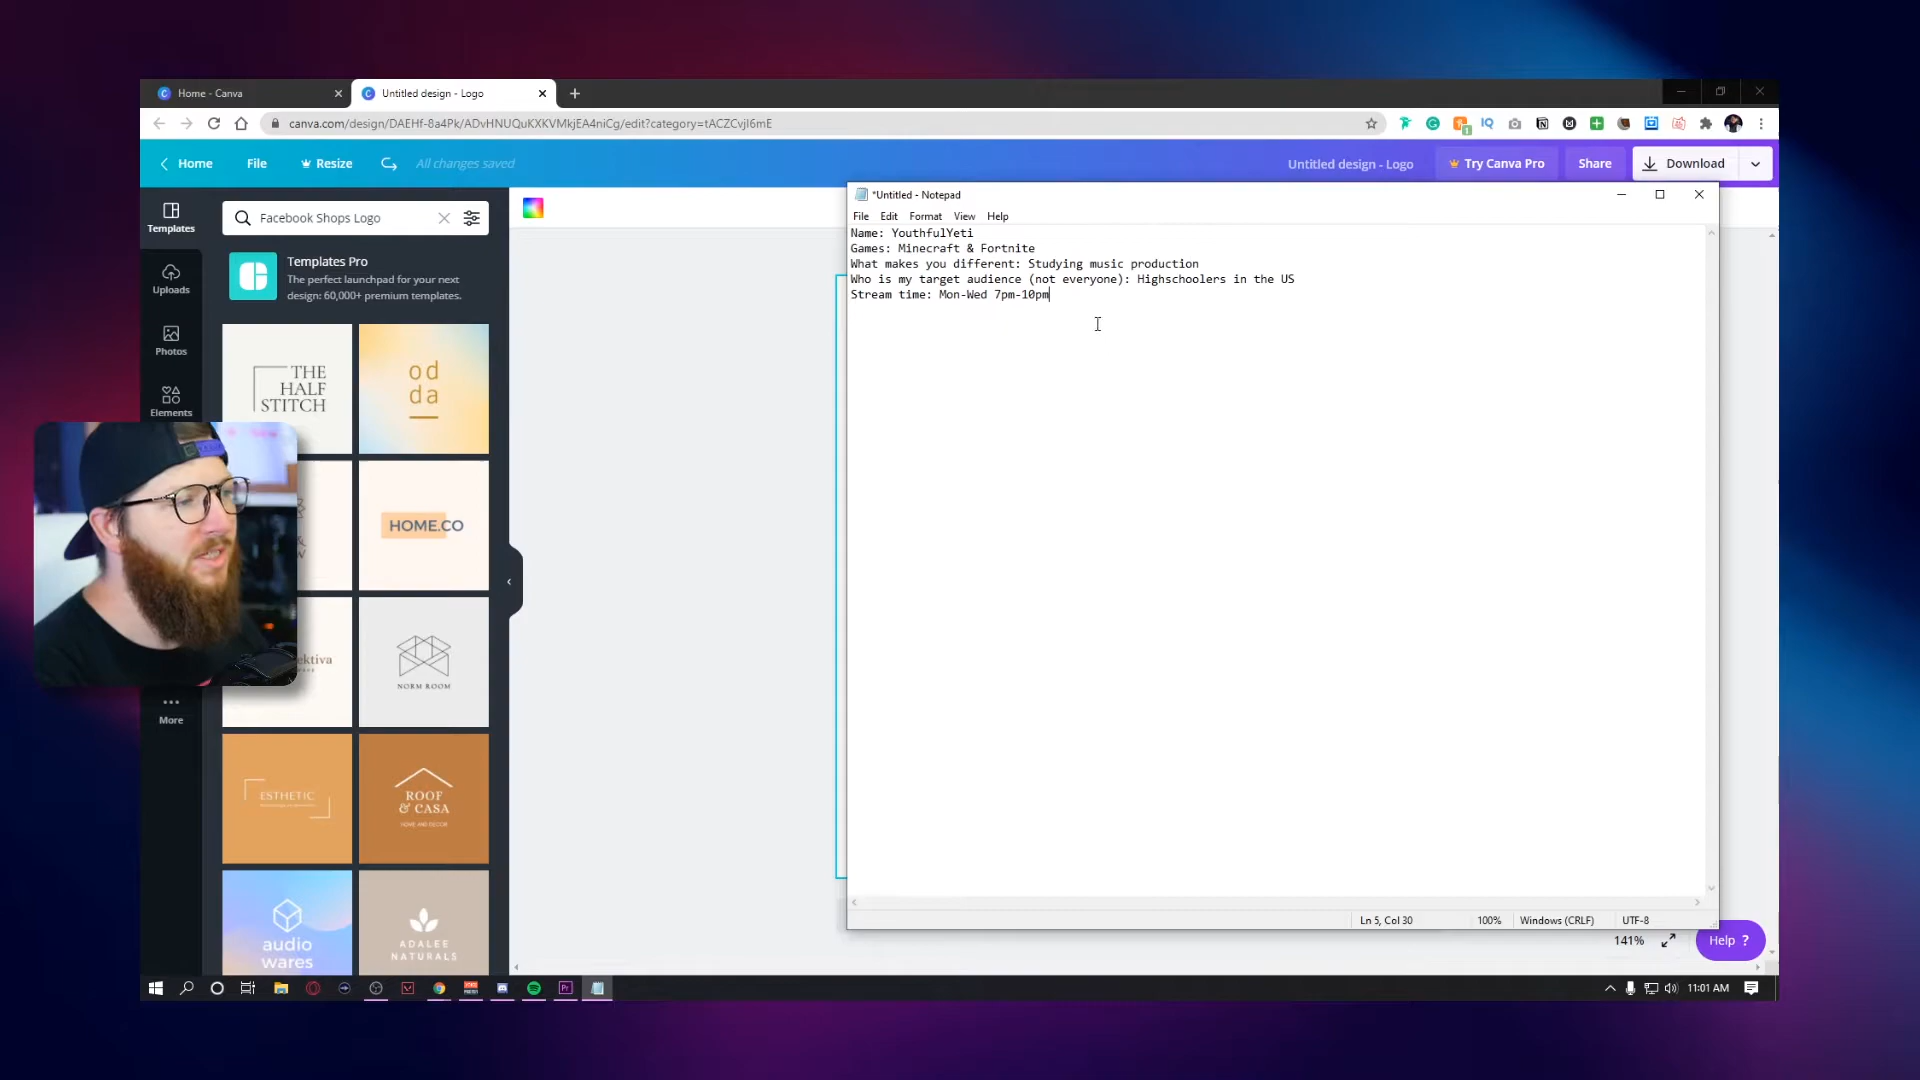 Home - Canva
Untitled design - Logo
canva.com/design/DAEHf-8a4Pk/ADvHNUQuKXKVMkjEA4niCg/edit?category=tACZCvjI6mE
Home
File
Resize
All changes saved
Untitled design - Logo
Try Canva Pro
Share
Download
Templates
Uploads
Photos
Elements
More
Facebook Shops Logo
Templates Pro
The perfect launchpad for your next
design: 60,000+ premium templates.
THE
HALF
STITCH
od
da
HOME.CO
ektiva
NORM ROOM
ESTHETIC
ROOF
& CASA
HOME AND DECOR
audio
wares
ADALEE
NATURALS
*Untitled - Notepad
File Edit Format View Help
Name: YouthfulYeti
Games: Minecraft & Fortnite
What makes you different: Studying music production
Who is my target audience (not everyone): Highschoolers in the US
Stream time: Mon-Wed 7pm-10pm
Ln 5, Col 30
100%
Windows (CRLF)
UTF-8
141%
Help ?
11:01 AM